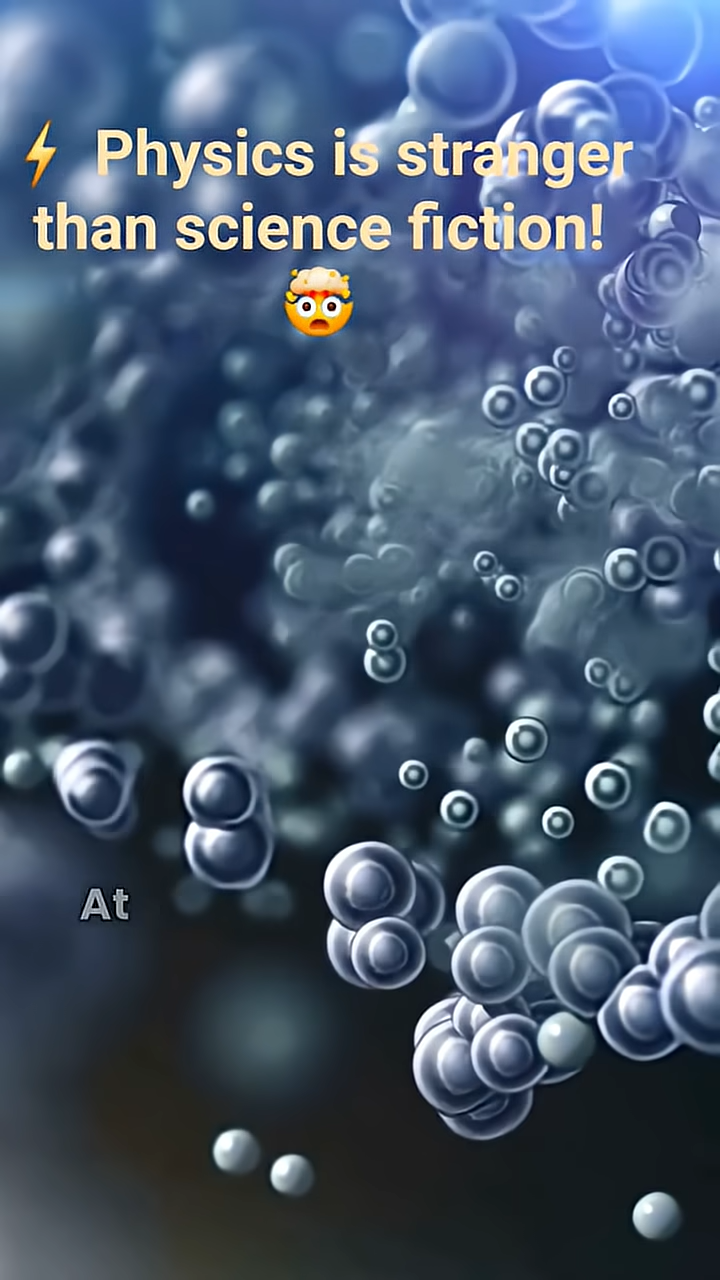 ⚡ Physics is stranger
than science fiction!
🤯
At